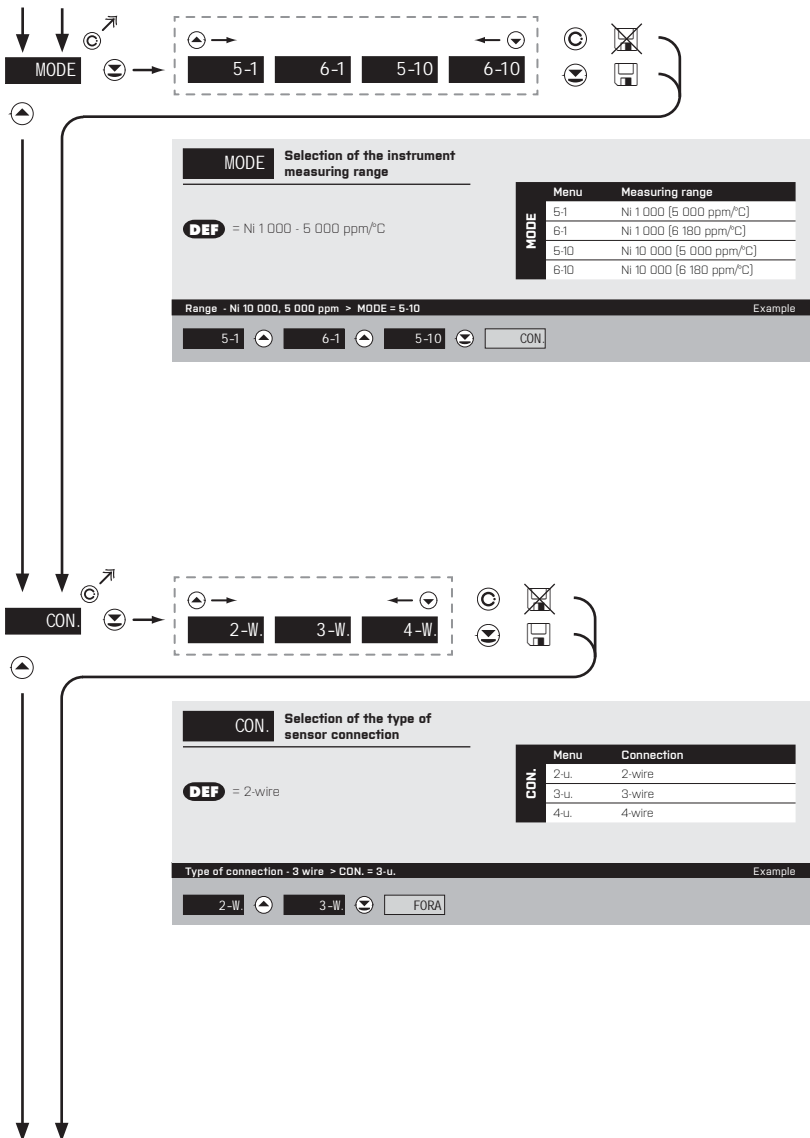 MODE
5-1 6-1 5-10 6-10
MODE
Selection of the instrument
measuring range
DEF = Ni 1 000 - 5 000 ppm/°C
MODE
Menu Measuring range
5-1 Ni 1 000 (5 000 ppm/°C)
6-1 Ni 1 000 (6 180 ppm/°C)
5-10 Ni 10 000 (5 000 ppm/°C)
6-10 Ni 10 000 (6 180 ppm/°C)
Range - Ni 10 000, 5 000 ppm > MODE = 5-10 Example
5-1 6-1 5-10 CON.
CON.
2-W. 3-W. 4-W.
CON.
Selection of the type of
sensor connection
DEF = 2-wire
CON.
Menu Connection
2-u. 2-wire
3-u. 3-wire
4-u. 4-wire
Type of connection - 3 wire > CON. = 3-u. Example
2-W. 3-W. FORA